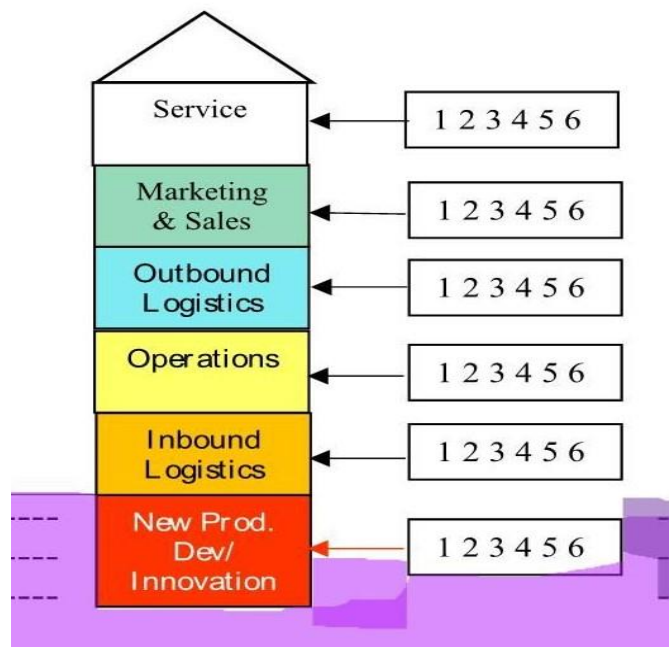 Service
1 2 3 4 5 6
Marketing
& Sales
1 2 3 4 5 6
Outbound
Logistics
1 2 3 4 5 6
Operations
1 2 3 4 5 6
Inbound
Logistics
1 2 3 4 5 6
New Prod.
Dev/
Innovation
1 2 3 4 5 6